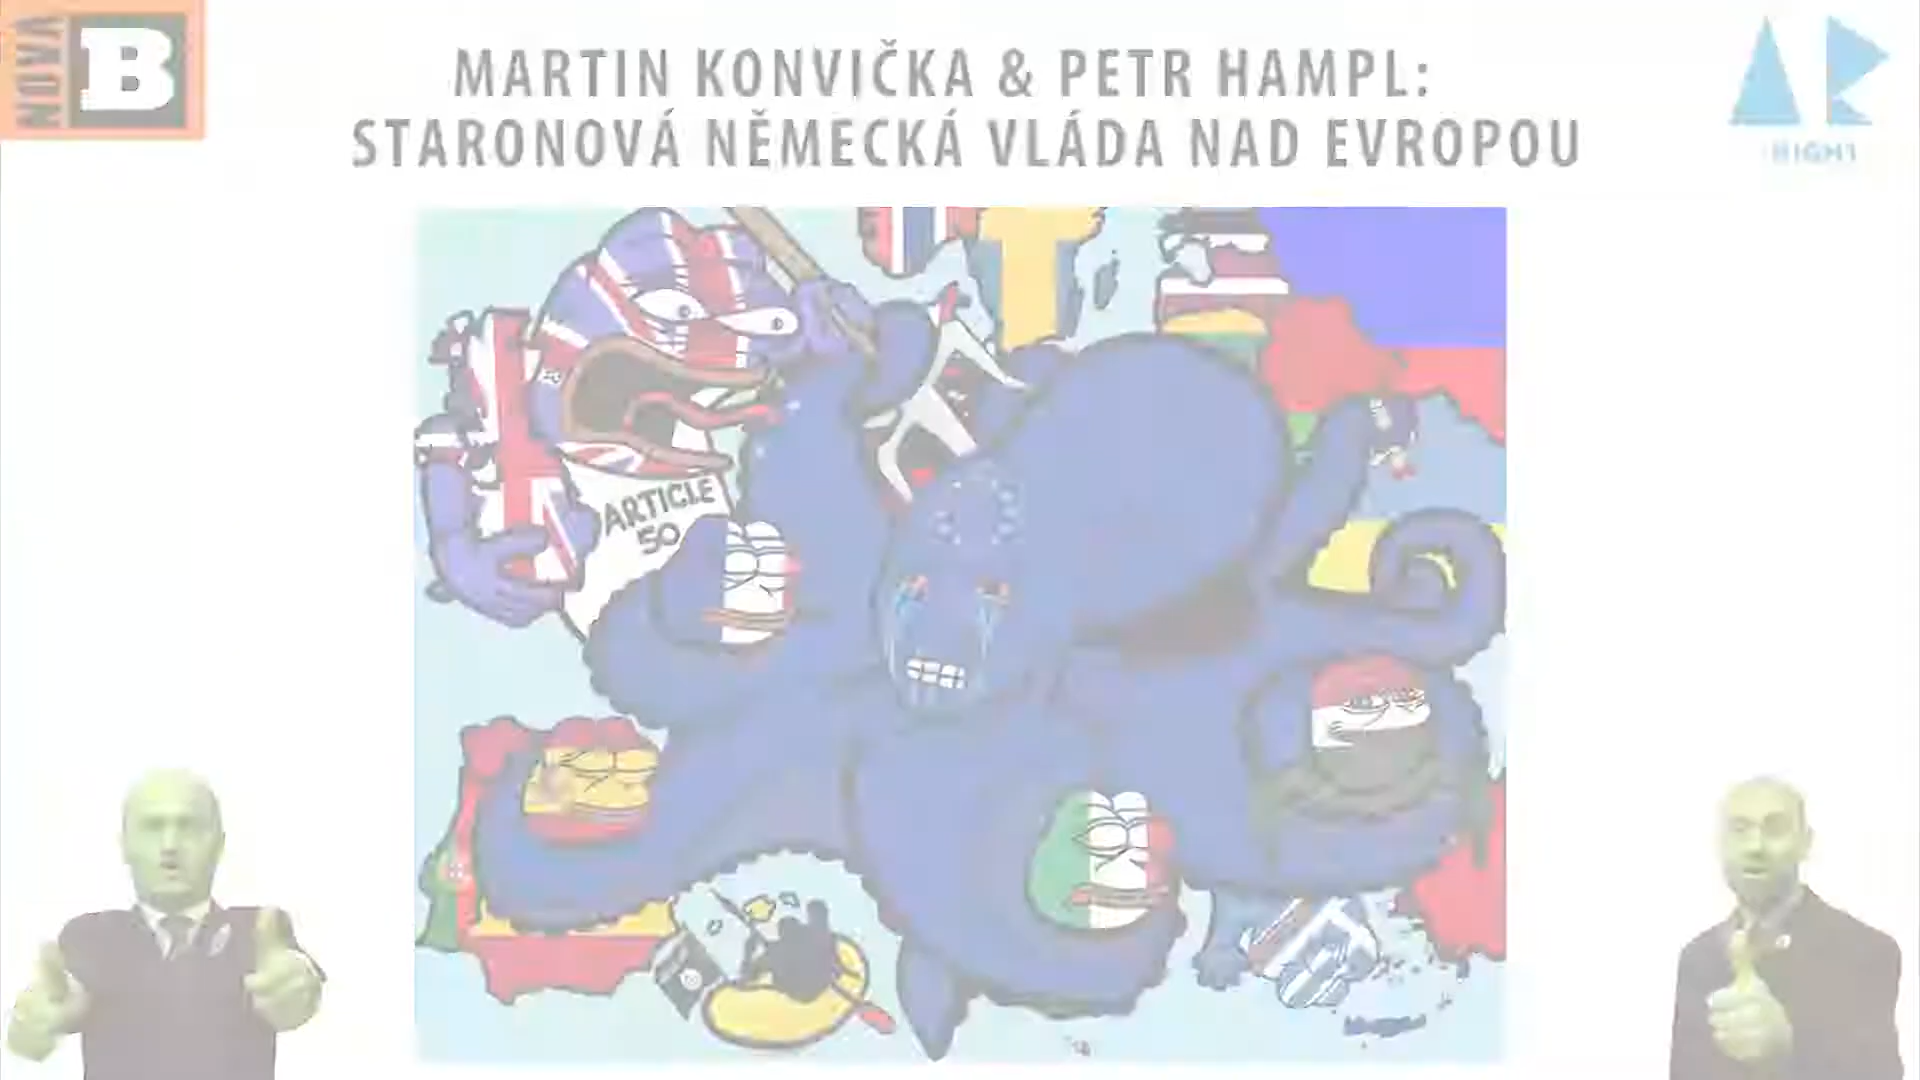 NOVA
B
MARTIN KONVIČKA & PETR HAMPL:
STARONOVÁ NĚMECKÁ VLÁDA NAD EVROPOU
RIGHT
ARTICLE
50